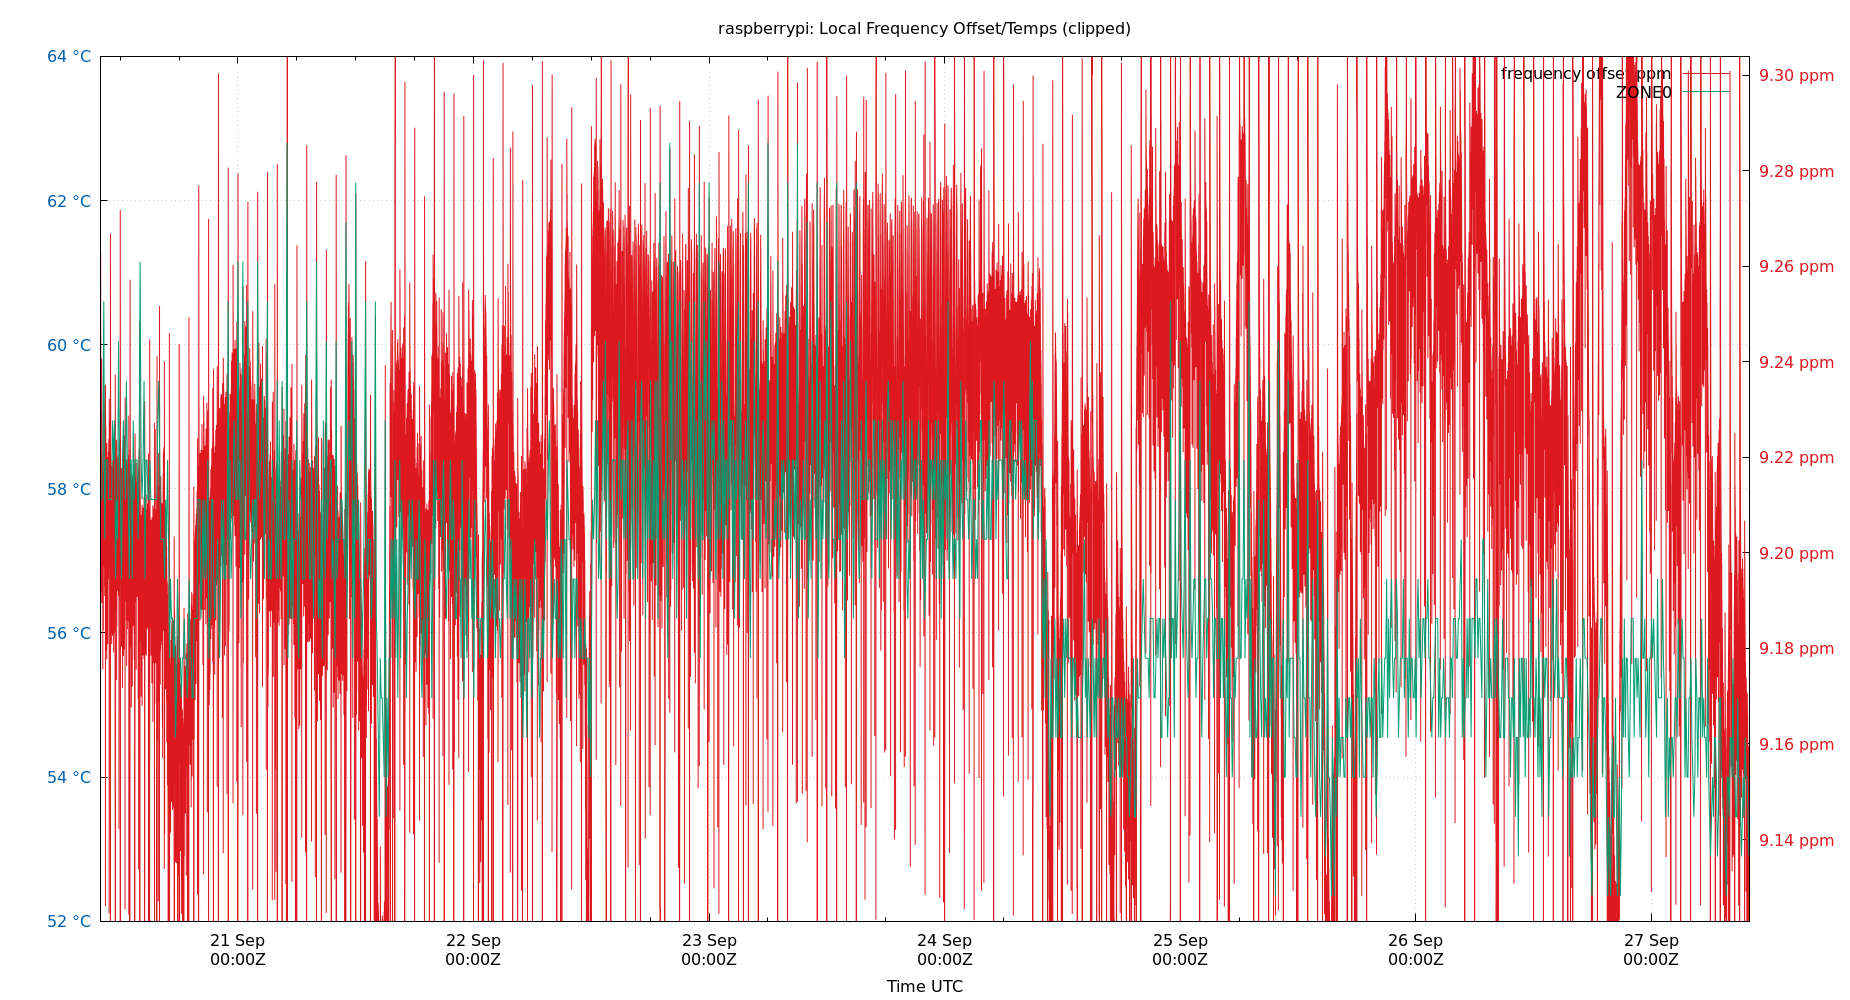 raspberrypi: Local Frequency Offset/Temps (clipped)
64 °C
62 °C
60 °C
58 °C
56 °C
54 °C
52 °C
frequency offset ppm
ZONE0
9.30 ppm
9.28 ppm
9.26 ppm
9.24 ppm
9.22 ppm
9.20 ppm
9.18 ppm
9.16 ppm
9.14 ppm
21 Sep
00:00Z
22 Sep
00:00Z
23 Sep
00:00Z
24 Sep
00:00Z
25 Sep
00:00Z
26 Sep
00:00Z
27 Sep
00:00Z
Time UTC